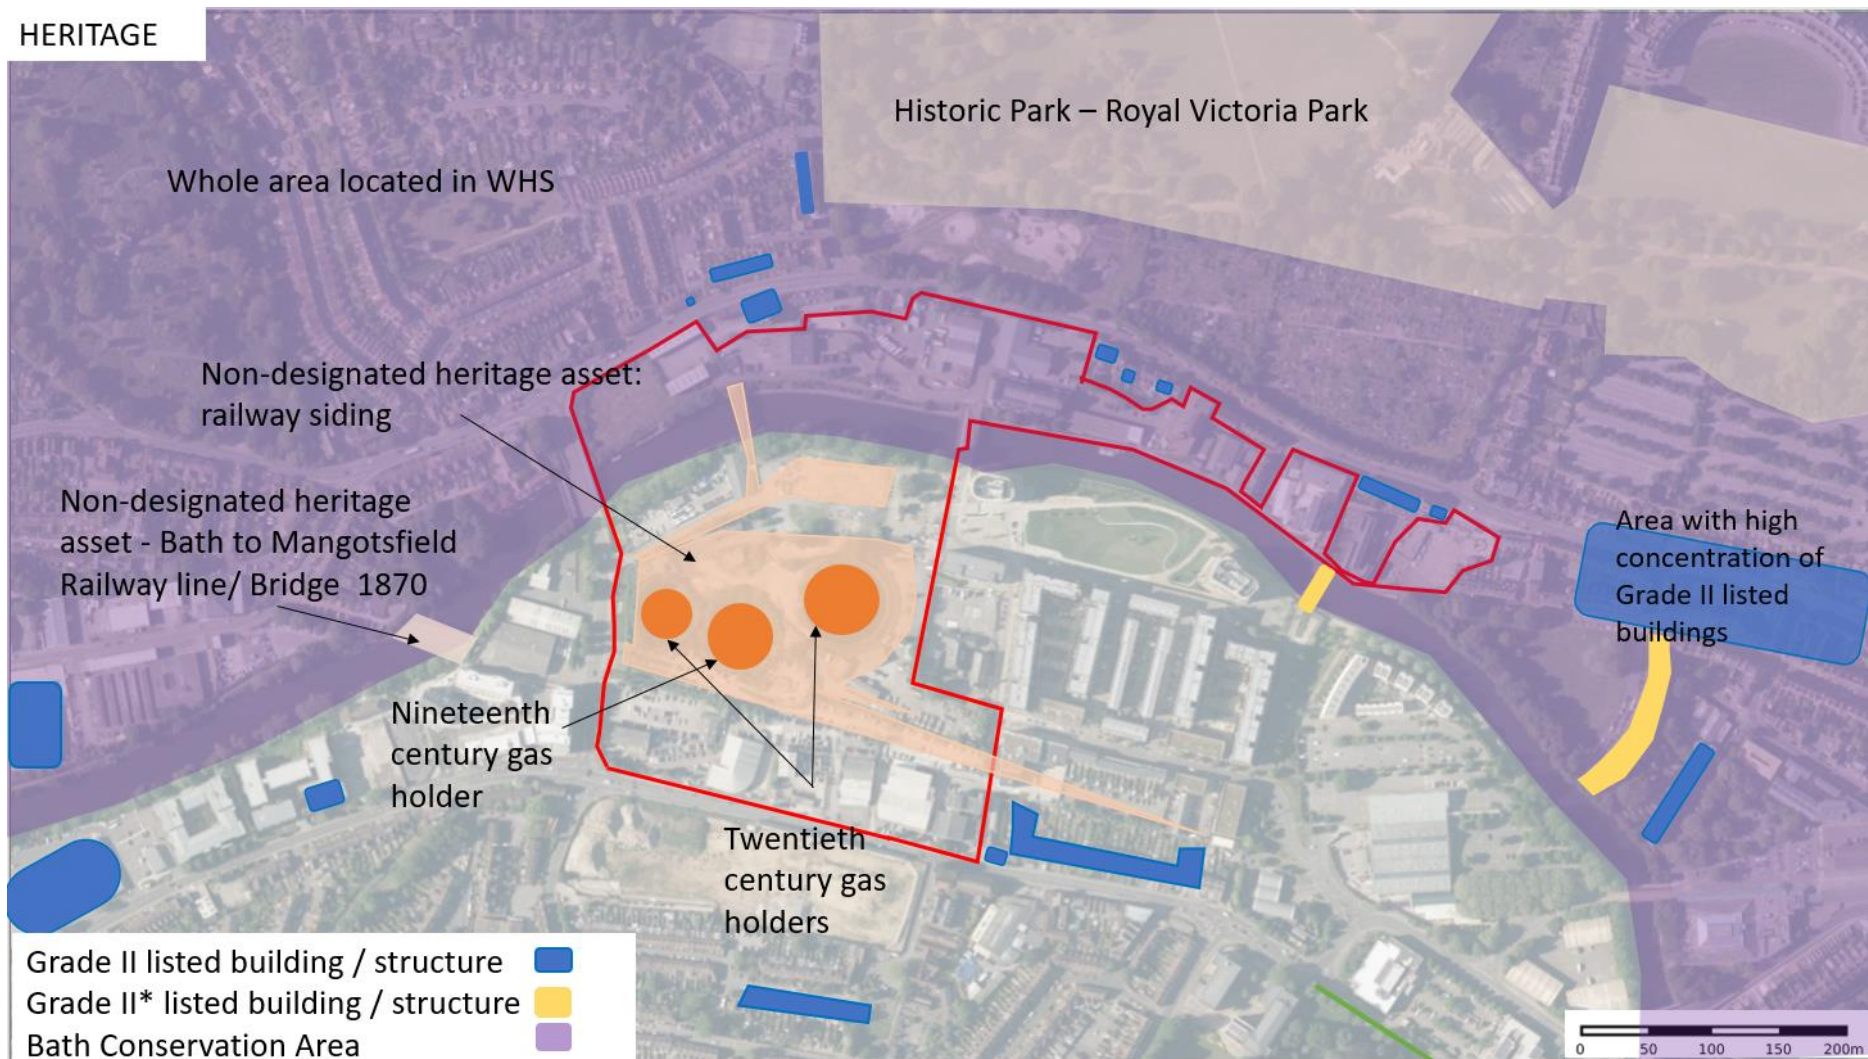 HERITAGE
Historic Park – Royal Victoria Park
Whole area located in WHS
Non-designated heritage asset:
railway siding
Non-designated heritage
asset - Bath to Mangotsfield
Railway line/ Bridge  1870
Area with high
concentration of
Grade II listed
buildings
Nineteenth
century gas
holder
Twentieth
century gas
holders
Grade II listed building / structure
Grade II* listed building / structure
Bath Conservation Area
0 50 100 150 200m